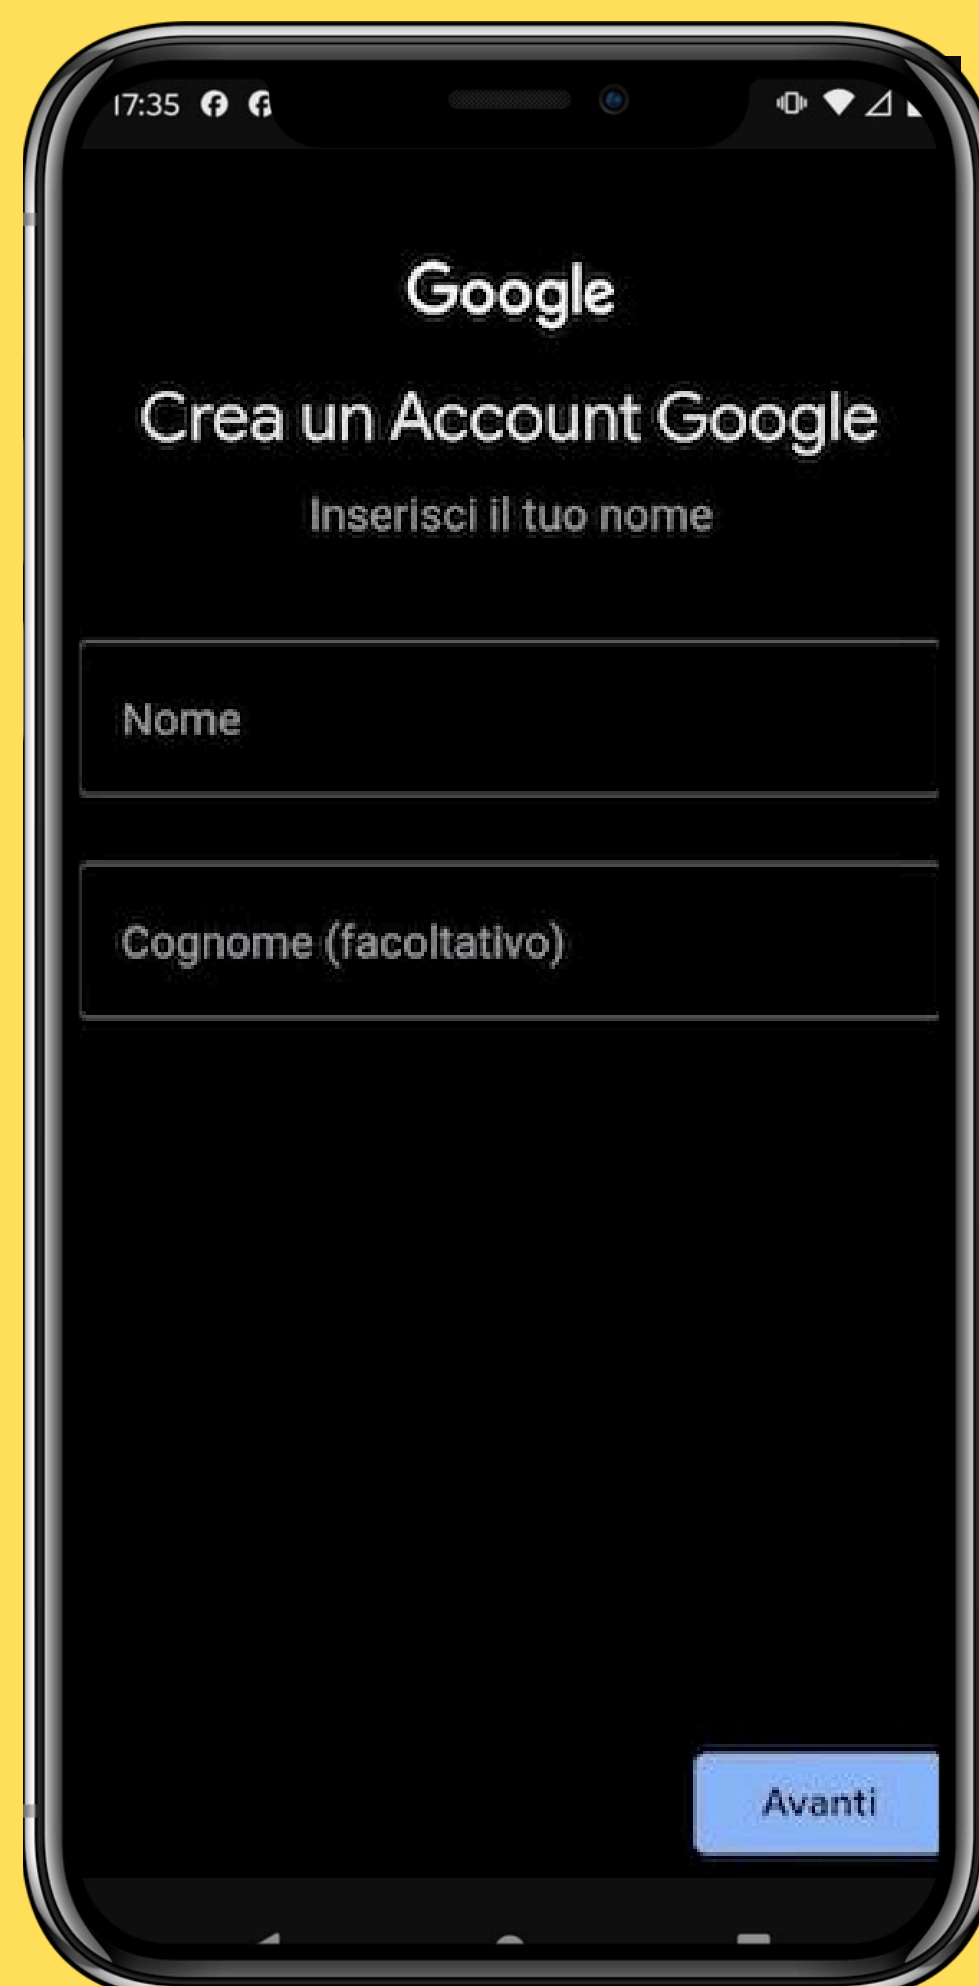 17:35
Google
Crea un Account Google
Inserisci il tuo nome
Nome
Cognome (facoltativo)
Avanti